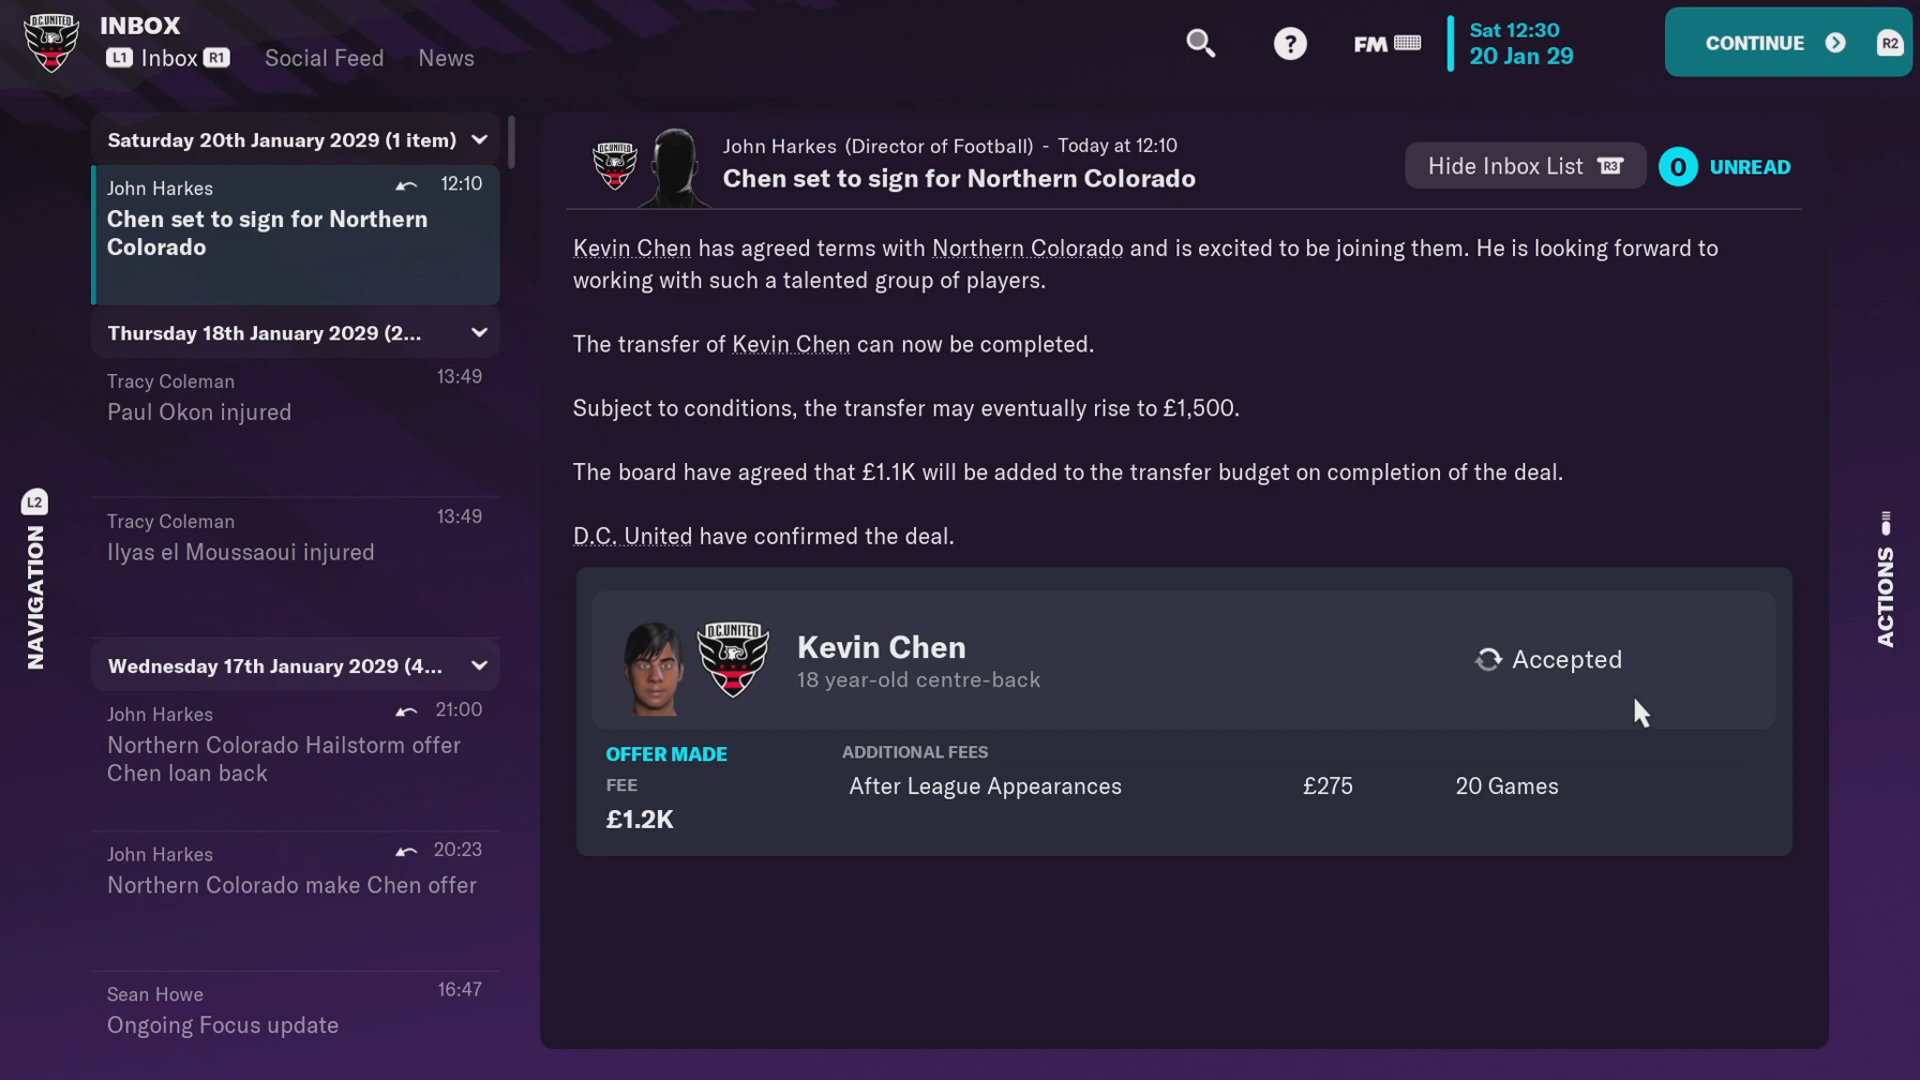 INBOX
L1 Inbox R1 Social Feed News
?
FM
Sat 12:30
20 Jan 29
CONTINUE R2
Saturday 20th January 2029 (1 item)
John Harkes 12:10
Chen set to sign for Northern
Colorado
Thursday 18th January 2029 (2...
Tracy Coleman 13:49
Paul Okon injured
Tracy Coleman 13:49
Ilyas el Moussaoui injured
Wednesday 17th January 2029 (4...
John Harkes 21:00
Northern Colorado Hailstorm offer
Chen loan back
John Harkes 20:23
Northern Colorado make Chen offer
Sean Howe 16:47
Ongoing Focus update
L2
NAVIGATION
D.C.UNITED
John Harkes (Director of Football) - Today at 12:10
Chen set to sign for Northern Colorado
Hide Inbox List R3
0 UNREAD
Kevin Chen has agreed terms with Northern Colorado and is excited to be joining them. He is looking forward to
working with such a talented group of players.
The transfer of Kevin Chen can now be completed.
Subject to conditions, the transfer may eventually rise to £1,500.
The board have agreed that £1.1K will be added to the transfer budget on completion of the deal.
D.C. United have confirmed the deal.
D.C.UNITED
Kevin Chen
18 year-old centre-back
Accepted
OFFER MADE
FEE
£1.2K
ADDITIONAL FEES
After League Appearances £275 20 Games
ACTIONS
D.C.UNITED